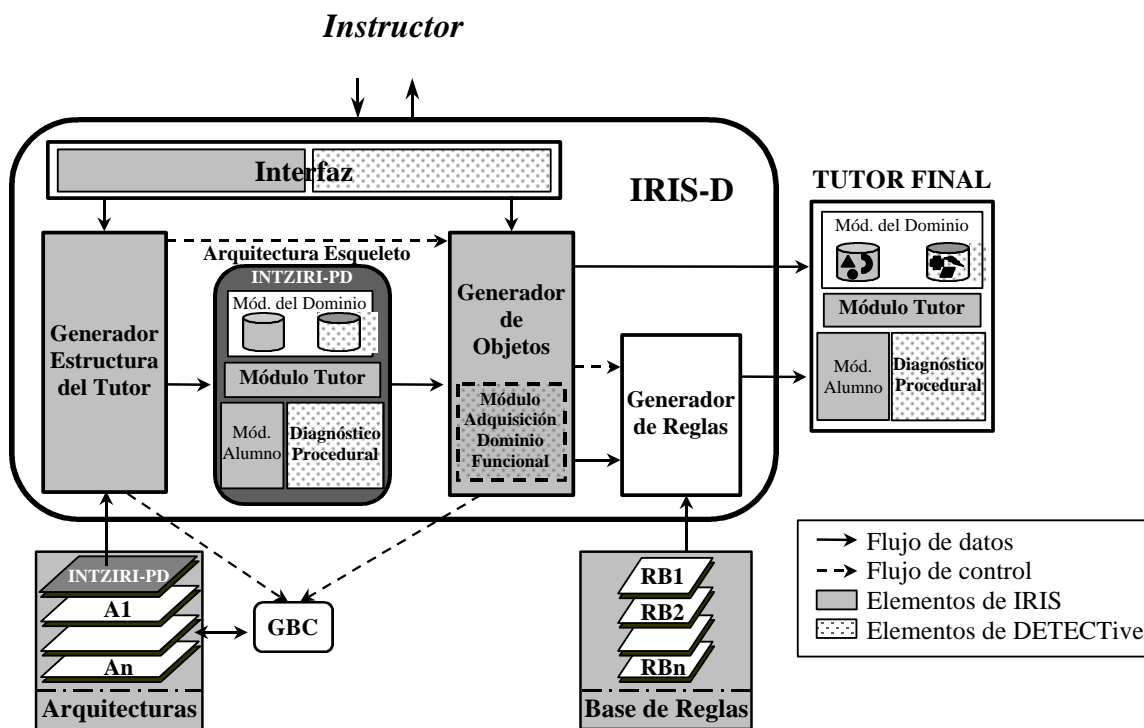 Instructor
Interfaz
IRIS-D
TUTOR FINAL
Mód. del Dominio
Módulo Tutor
Mód.
Alumno
Diagnóstico
Procedural
Generador
Estructura
del Tutor
Arquitectura Esqueleto
INTZIRI-PD
Mód. del Dominio
Módulo Tutor
Mód.
Alumno
Diagnóstico
Procedural
Generador
de
Objetos
Módulo
Adquisición
Dominio
Funcional
Generador
de Reglas
INTZIRI-PD
A1
An
Arquitecturas
GBC
RB1
RB2
RBn
Base de Reglas
Flujo de datos
Flujo de control
Elementos de IRIS
Elementos de DETECTive